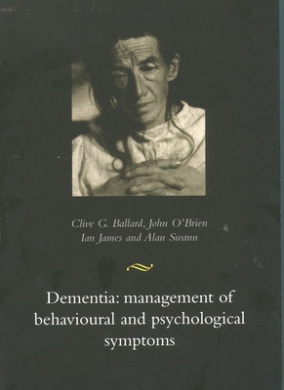 Clive G. Ballard, John O'Brien
Ian James and Alan Swann
Dementia: management of
behavioural and psychological
symptoms